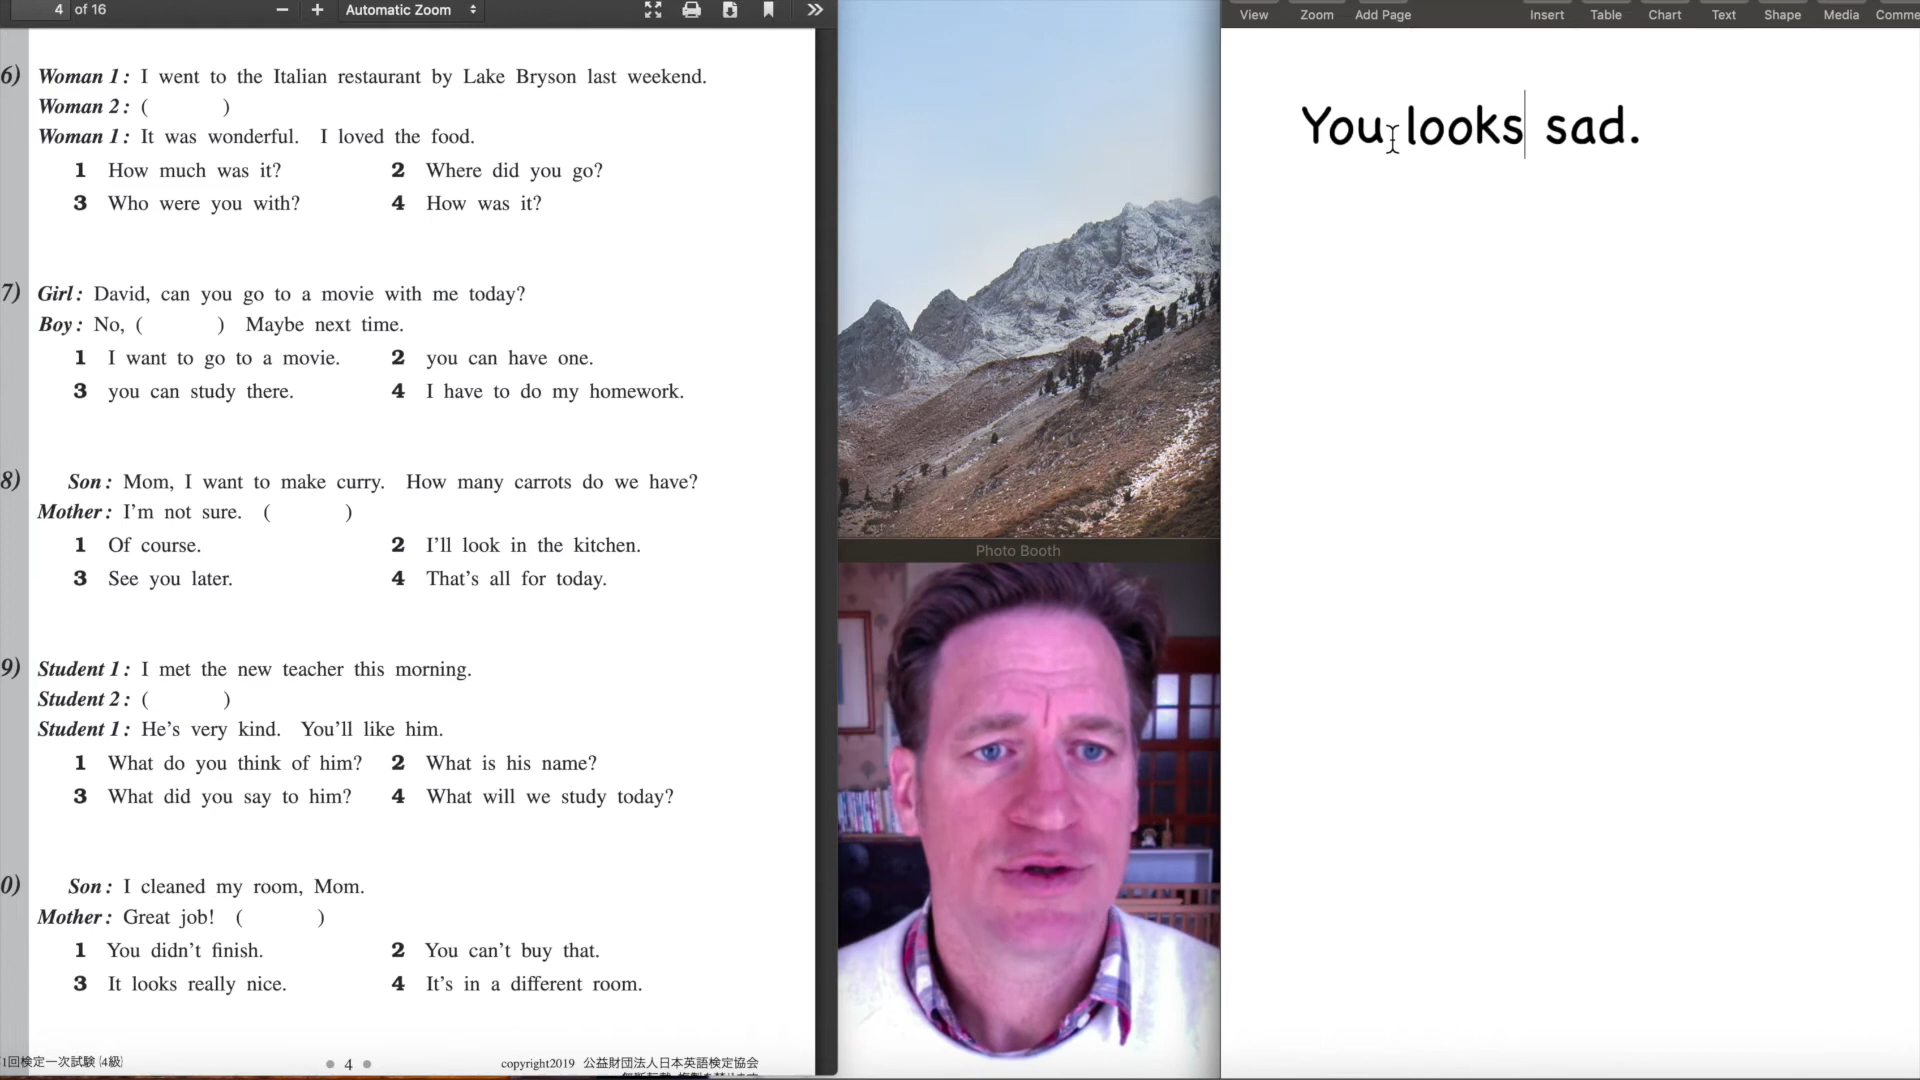 4 of 16
Automatic Zoom
View Zoom Add Page Insert Table Chart Text Shape Media Comme
6) Woman 1 : I went to the Italian restaurant by Lake Bryson last weekend.
Woman 2 : ( )
Woman 1 : It was wonderful. I loved the food.
1 How much was it? 2 Where did you go?
3 Who were you with? 4 How was it?
7) Girl : David, can you go to a movie with me today?
Boy : No, ( ) Maybe next time.
1 I want to go to a movie. 2 you can have one.
3 you can study there. 4 I have to do my homework.
8) Son : Mom, I want to make curry. How many carrots do we have?
Mother : I'm not sure. ( )
1 Of course. 2 I'll look in the kitchen.
3 See you later. 4 That's all for today.
9) Student 1 : I met the new teacher this morning.
Student 2 : ( )
Student 1 : He's very kind. You'll like him.
1 What do you think of him? 2 What is his name?
3 What did you say to him? 4 What will we study today?
0) Son : I cleaned my room, Mom.
Mother : Great job! ( )
1 You didn't finish. 2 You can't buy that.
3 It looks really nice. 4 It's in a different room.
1回検定一次試験 (4級) ● 4 ● copyright2019 公益財団法人日本英語検定協会
Photo Booth
You looks sad.